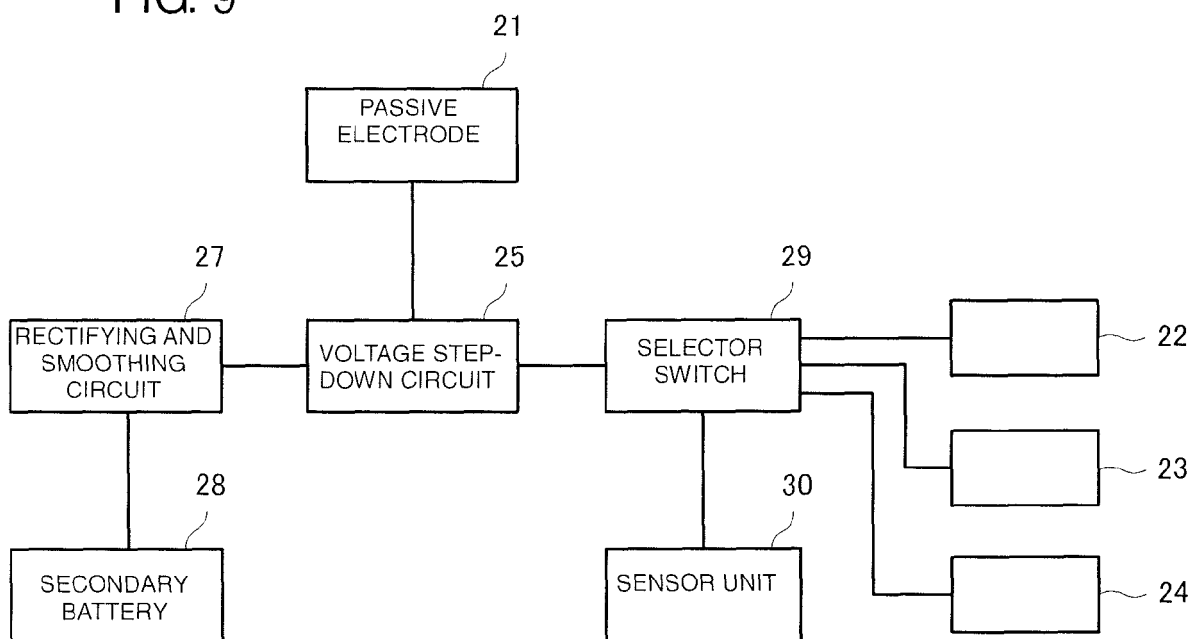 FIG. 9
21
PASSIVE
ELECTRODE
27
25
29
RECTIFYING AND
SMOOTHING
CIRCUIT
VOLTAGE STEP-
DOWN CIRCUIT
SELECTOR
SWITCH
22
23
28
30
SECONDARY
BATTERY
SENSOR UNIT
24